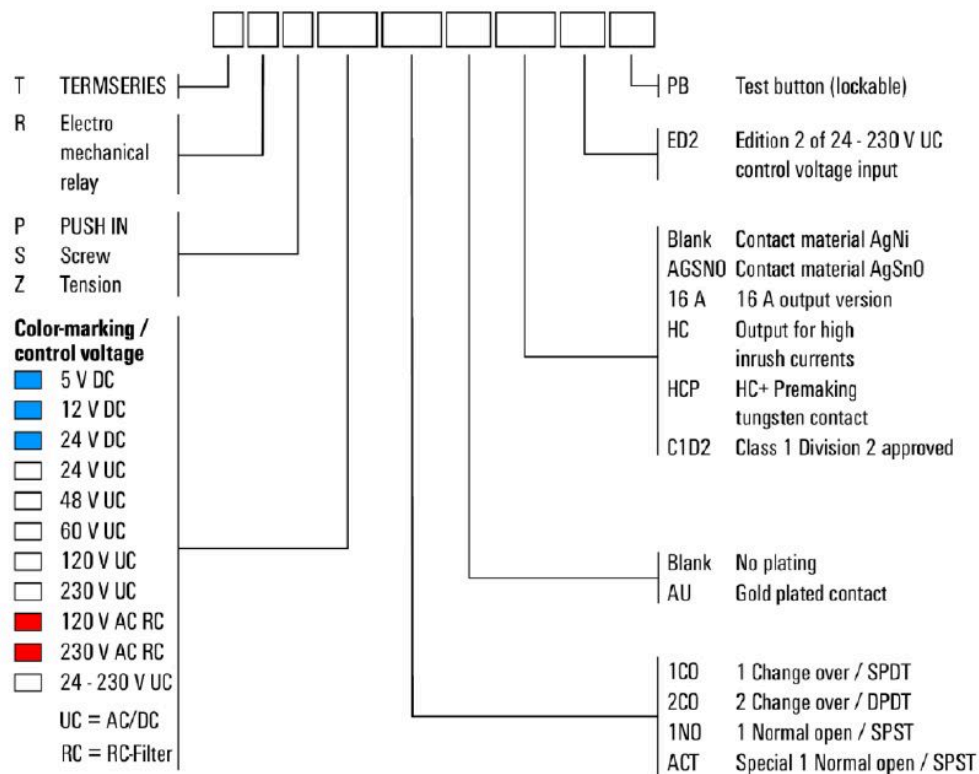 T TERMSERIES
R Electro
mechanical
relay
P PUSH IN
S Screw
Z Tension
Color-marking /
control voltage
5 V DC
12 V DC
24 V DC
24 V UC
48 V UC
60 V UC
120 V UC
230 V UC
120 V AC RC
230 V AC RC
24 - 230 V UC
UC = AC/DC
RC = RC-Filter
PB Test button (lockable)
ED2 Edition 2 of 24 - 230 V UC
control voltage input
Blank Contact material AgNi
AGSNO Contact material AgSnO
16 A 16 A output version
HC Output for high
inrush currents
HCP HC+ Premaking
tungsten contact
C1D2 Class 1 Division 2 approved
Blank No plating
AU Gold plated contact
1CO 1 Change over / SPDT
2CO 2 Change over / DPDT
1NO 1 Normal open / SPST
ACT Special 1 Normal open / SPST